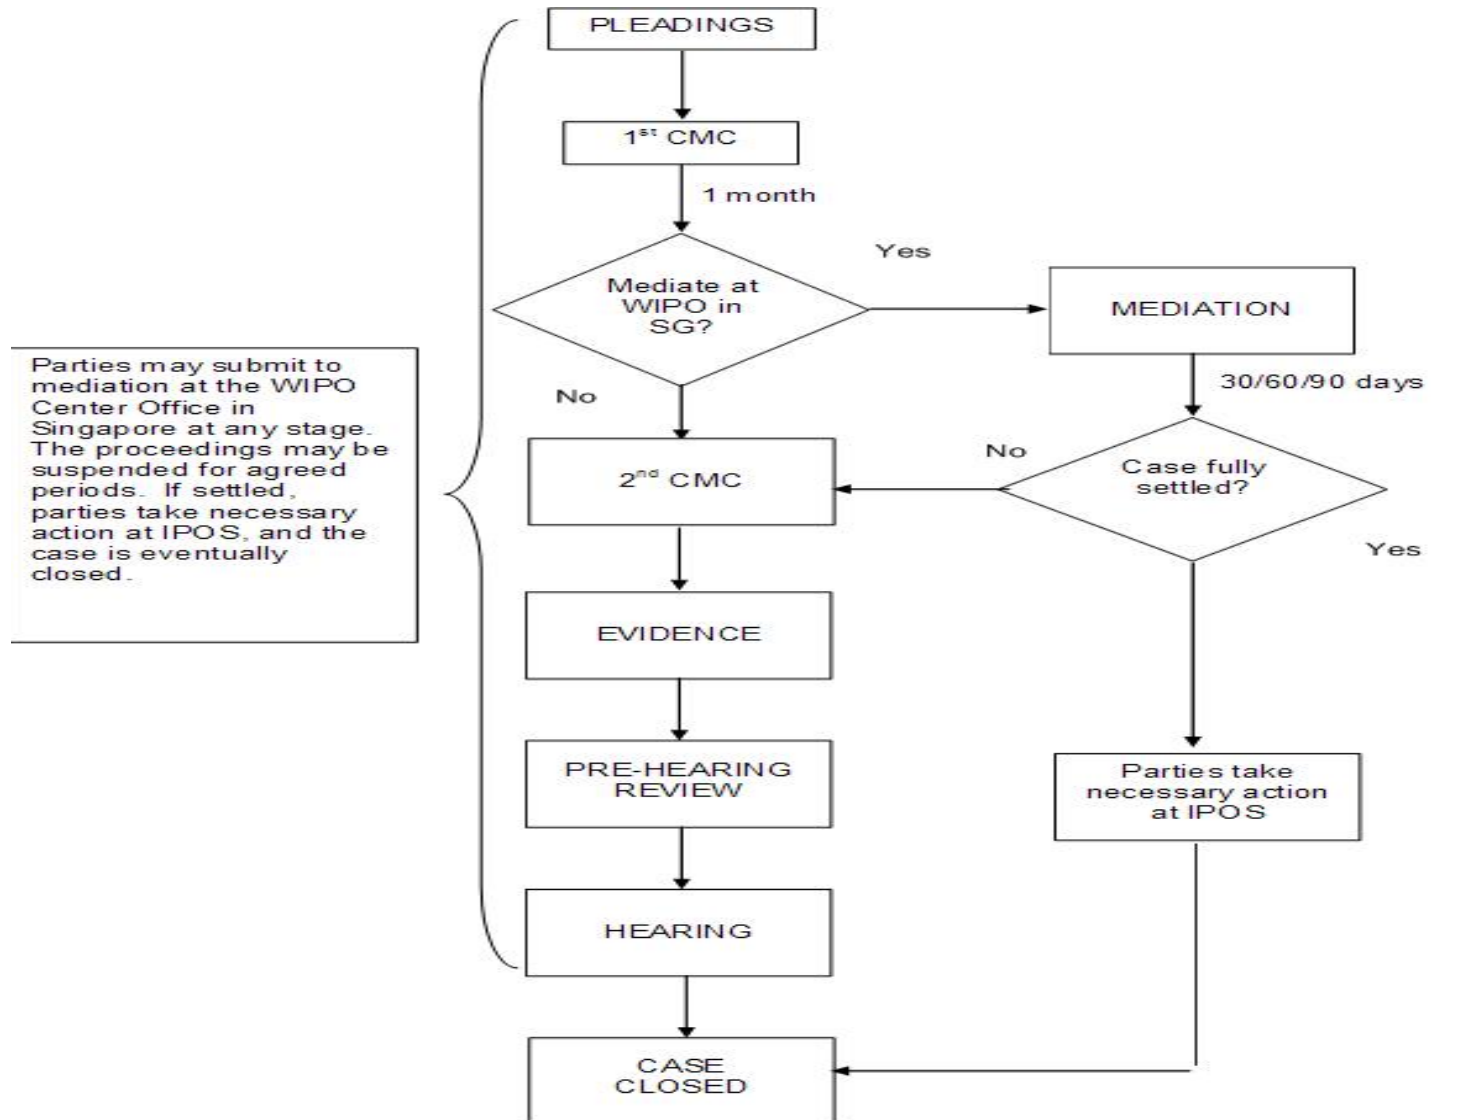 PLEADINGS
1st CMC
1 month
Mediate at
WIPO in
SG?
Yes
MEDIATION
30/60/90 days
No
Case fully
settled?
No
2nd CMC
Yes
Parties may submit to
mediation at the WIPO
Center Office in
Singapore at any stage.
The proceedings may be
suspended for agreed
periods. If settled,
parties take necessary
action at IPOS, and the
case is eventually
closed.
EVIDENCE
PRE-HEARING
REVIEW
Parties take
necessary action
at IPOS
HEARING
CASE
CLOSED